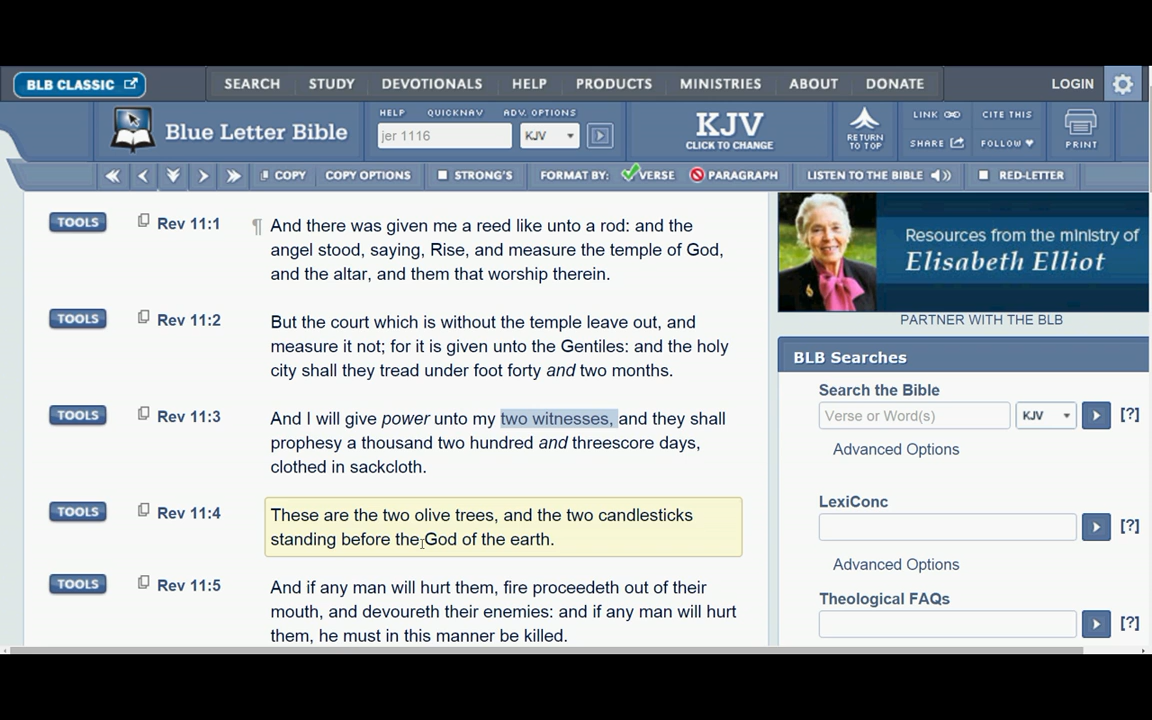 BLB CLASSIC
SEARCH STUDY DEVOTIONALS HELP PRODUCTS MINISTRIES ABOUT DONATE
LOGIN
Blue Letter Bible
HELP QUICKNAV ADV. OPTIONS
jer 1116 KJV
KJV
CLICK TO CHANGE
RETURN
TO TOP
LINK CITE THIS
SHARE FOLLOW
PRINT
COPY COPY OPTIONS STRONG'S FORMAT BY: VERSE PARAGRAPH LISTEN TO THE BIBLE RED-LETTER
TOOLS Rev 11:1 ¶ And there was given me a reed like unto a rod: and the
angel stood, saying, Rise, and measure the temple of God,
and the altar, and them that worship therein.
TOOLS Rev 11:2 But the court which is without the temple leave out, and
measure it not; for it is given unto the Gentiles: and the holy
city shall they tread under foot forty and two months.
TOOLS Rev 11:3 And I will give power unto my two witnesses, and they shall
prophesy a thousand two hundred and threescore days,
clothed in sackcloth.
TOOLS Rev 11:4 These are the two olive trees, and the two candlesticks
standing before the God of the earth.
TOOLS Rev 11:5 And if any man will hurt them, fire proceedeth out of their
mouth, and devoureth their enemies: and if any man will hurt
them, he must in this manner be killed.
Resources from the ministry of
Elisabeth Elliot
PARTNER WITH THE BLB
BLB Searches
Search the Bible
Verse or Word(s) KJV [?]
Advanced Options
LexiConc
[?]
Advanced Options
Theological FAQs
[?]